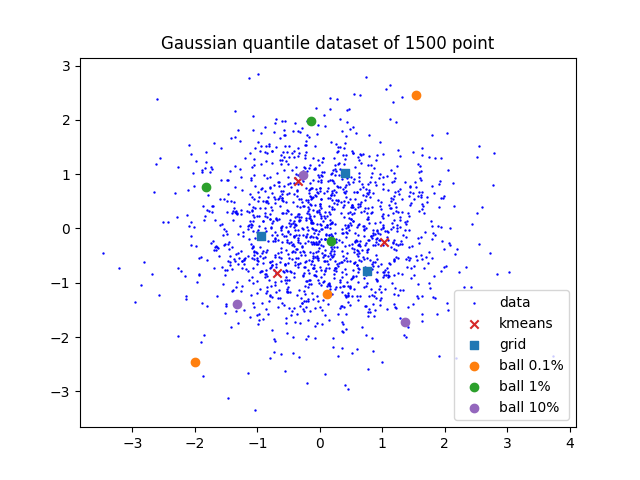 Gaussian quantile dataset of 1500 point
3
2
1
0
−1
−2
−3
data
kmeans
grid
ball 0.1%
ball 1%
ball 10%
−3 −2 −1 0 1 2 3 4